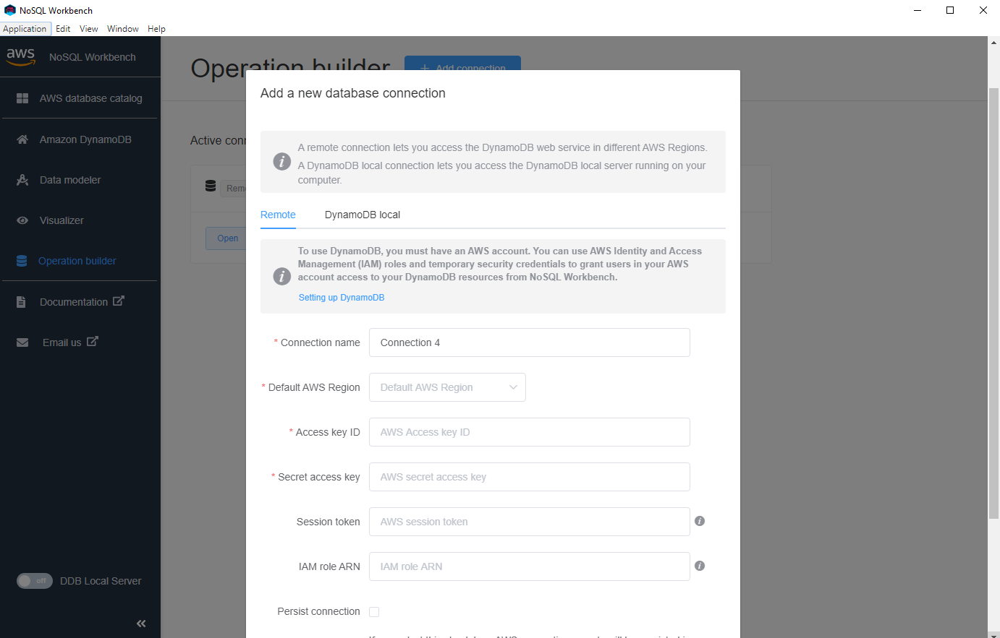 NoSQL Workbench
Application Edit View Window Help
aws NoSQL Workbench
AWS database catalog
Amazon DynamoDB
Data modeler
Visualizer
Operation builder
Documentation
Email us
off DDB Local Server
Operation builder
Add connection
Active
Open
Add a new database connection
A remote connection lets you access the DynamoDB web service in different AWS Regions.
A DynamoDB local connection lets you access the DynamoDB local server running on your
computer.
Remote DynamoDB local
To use DynamoDB, you must have an AWS account. You can use AWS Identity and Access
Management (IAM) roles and temporary security credentials to grant users in your AWS
account access to your DynamoDB resources from NoSQL Workbench.
Setting up DynamoDB
* Connection name Connection 4
* Default AWS Region Default AWS Region
* Access key ID AWS Access key ID
* Secret access key AWS secret access key
Session token AWS session token
IAM role ARN IAM role ARN
Persist connection